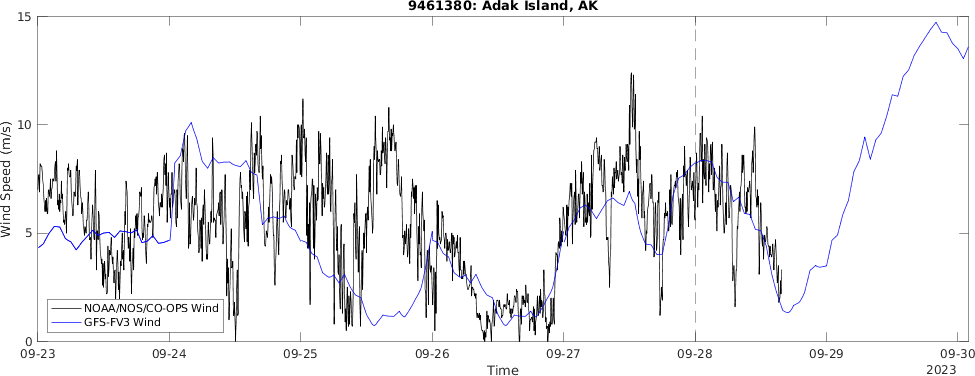 9461380: Adak Island, AK
Wind Speed (m/s)
15
10
5
0
NOAA/NOS/CO-OPS Wind
GFS-FV3 Wind
09-23 09-24 09-25 09-26 09-27 09-28 09-29 09-30
Time
2023